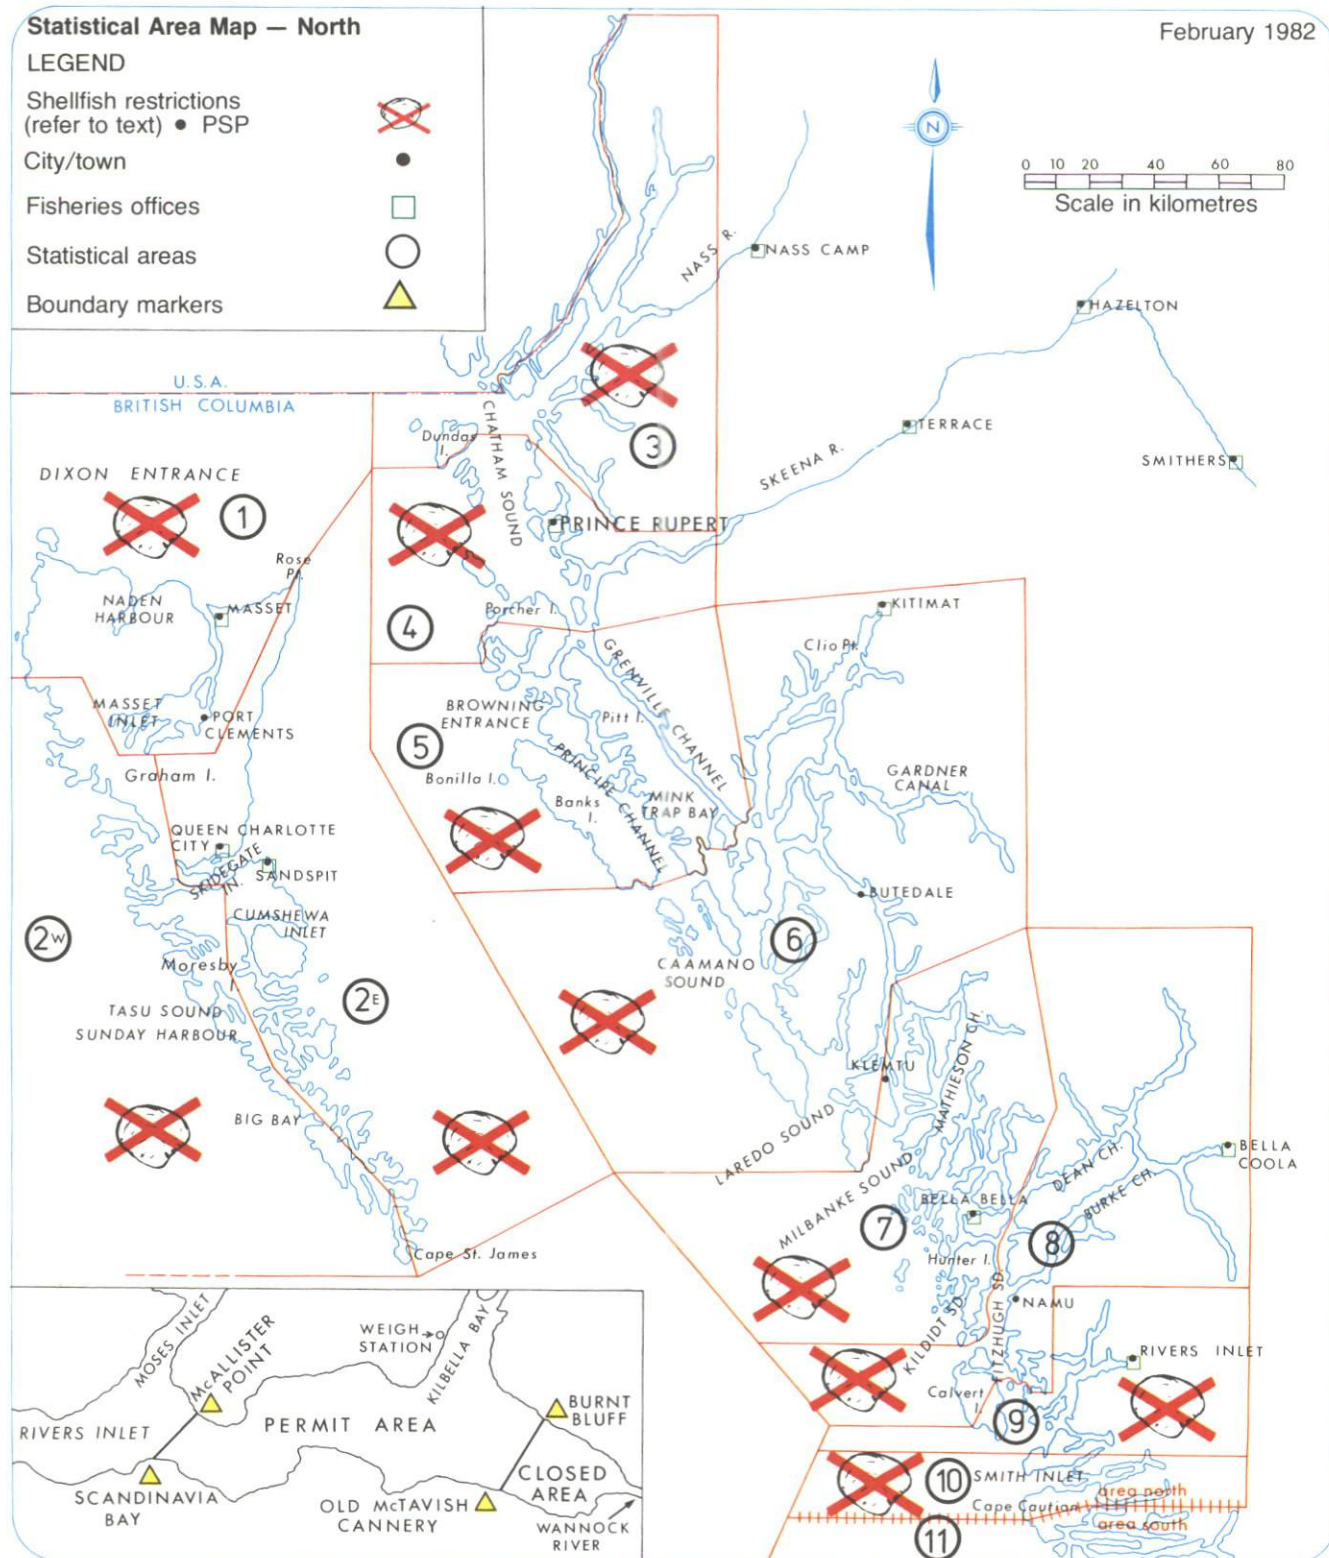 Statistical Area Map — North
February 1982
LEGEND
Shellfish restrictions
(refer to text) • PSP
City/town
Fisheries offices
Statistical areas
Boundary markers
N
0 10 20 40 60 80
Scale in kilometres
NASS R.
NASS CAMP
HAZELTON
U.S.A.
BRITISH COLUMBIA
CHATHAM SOUND
Dundas
I.
3
TERRACE
SKEENA R.
SMITHERS
DIXON ENTRANCE
1
PRINCE RUPERT
Rose
Pt.
NADEN
HARBOUR
MASSET
4
Porcher I.
KITIMAT
Clio Pt.
GRENVILLE CHANNEL
MASSET
INLET
PORT
CLEMENTS
BROWNING
ENTRANCE
Pitt I.
5
Graham I.
Bonilla I.
PRINCIPE CHANNEL
Banks
I.
MINK
TRAP BAY
GARDNER
CANAL
QUEEN CHARLOTTE
CITY
SKIDEGATE
IN.
SANDSPIT
BUTEDALE
CUMSHEWA
INLET
2W
6
Moresby
I.
CAAMANO
SOUND
2E
TASU SOUND
SUNDAY HARBOUR
KLEMTU
MATHIESON CH.
BIG BAY
LAREDO SOUND
BELLA
COOLA
DEAN CH.
BURKE CH.
MILBANKE SOUND
BELLA BELLA
7
8
Cape St. James
Hunter I.
FITZHUGH SD.
NAMU
KILDIDT SD.
RIVERS INLET
Calvert
I.
9
10
SMITH INLET
Cape Caution
area north
area south
11
MOSES INLET
McALLISTER
POINT
WEIGH
STATION
KILBELLA BAY
BURNT
BLUFF
RIVERS INLET
PERMIT AREA
CLOSED
AREA
SCANDINAVIA
BAY
OLD McTAVISH
CANNERY
WANNOCK
RIVER